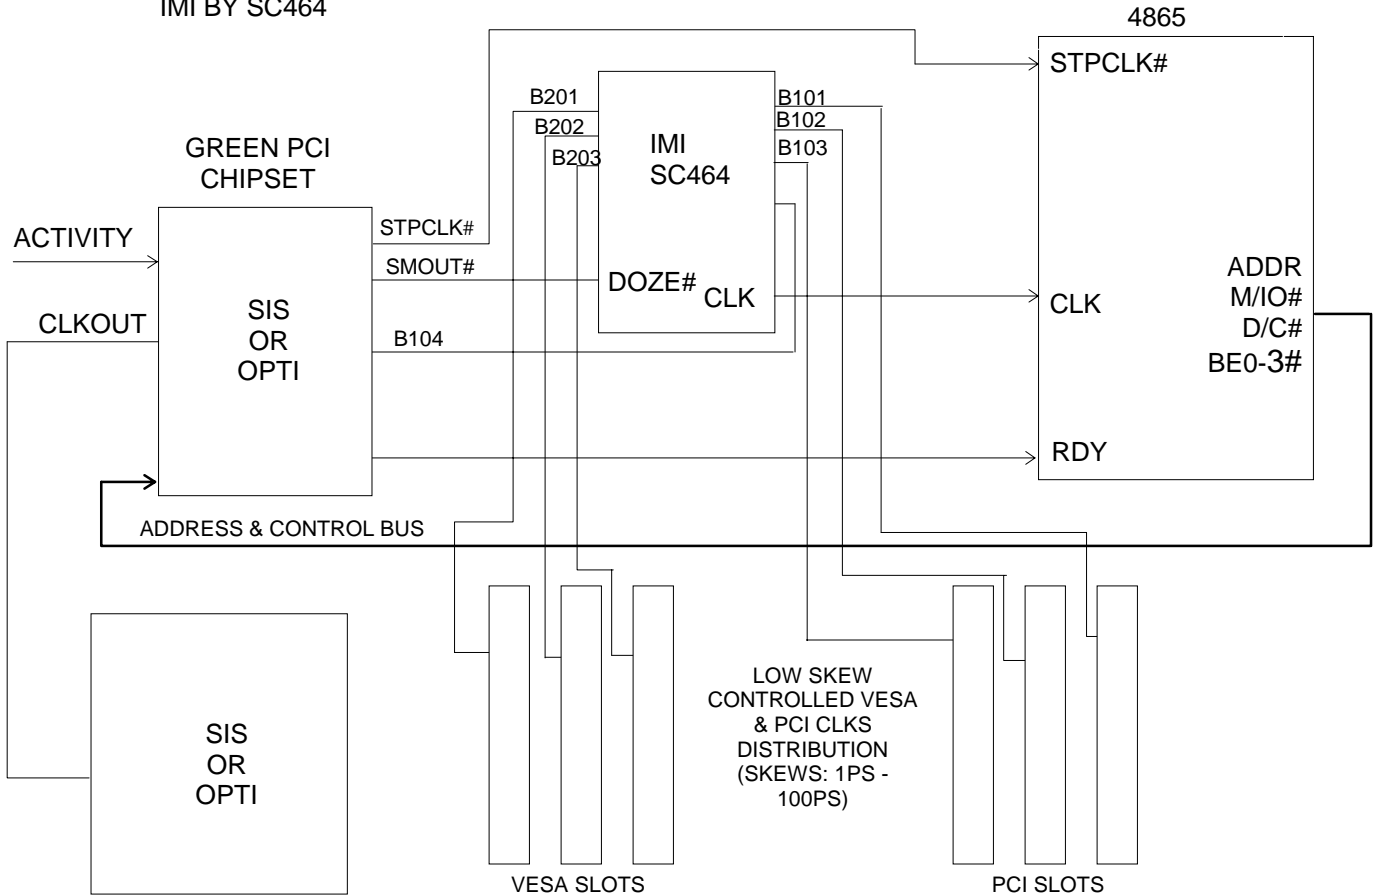 IMI BY SC464
4865
STPCLK#
B201
B101
B202
B102
B203
B103
IMI
SC464
GREEN PCI
CHIPSET
STPCLK#
ACTIVITY
SMOUT#
DOZE#
CLK
CLK
ADDR
M/IO#
D/C#
BE0-3#
CLKOUT
SIS
OR
OPTI
B104
RDY
ADDRESS & CONTROL BUS
SIS
OR
OPTI
LOW SKEW
CONTROLLED VESA
& PCI CLKS
DISTRIBUTION
(SKEWS: 1PS -
100PS)
VESA SLOTS
PCI SLOTS